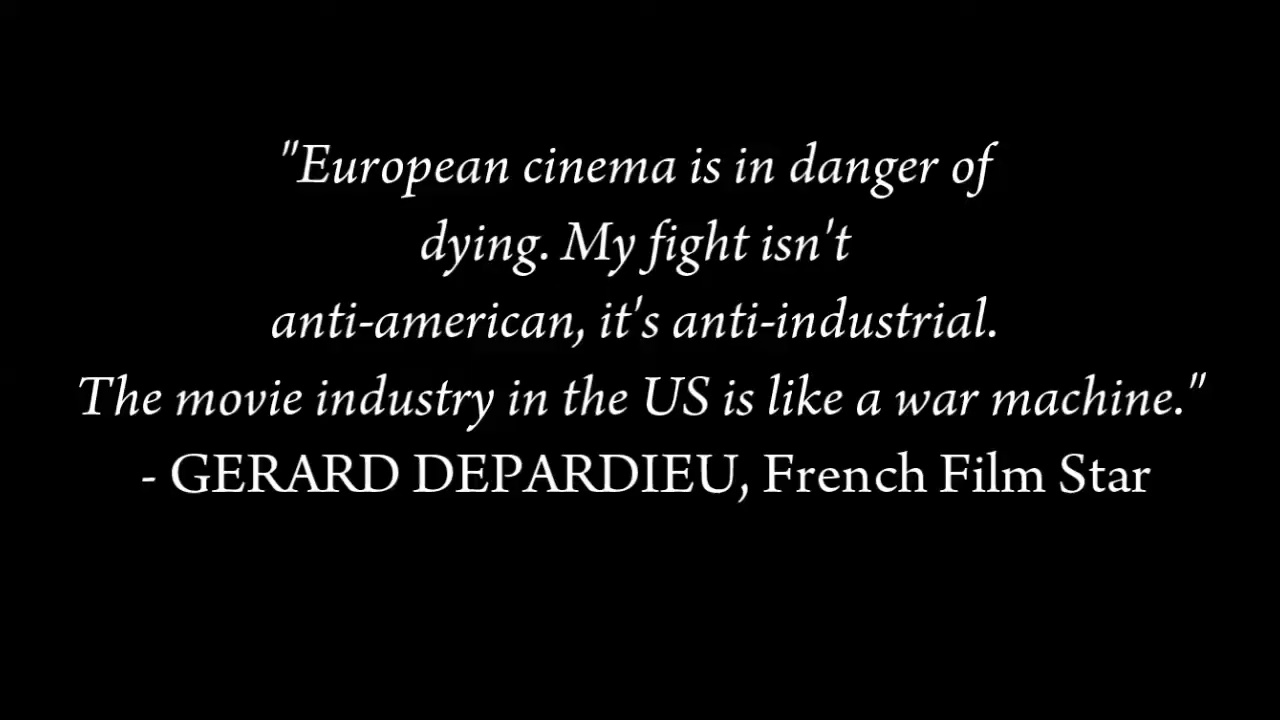 "European cinema is in danger of
dying. My fight isn't
anti-american, it's anti-industrial.
The movie industry in the US is like a war machine."
- GERARD DEPARDIEU, French Film Star